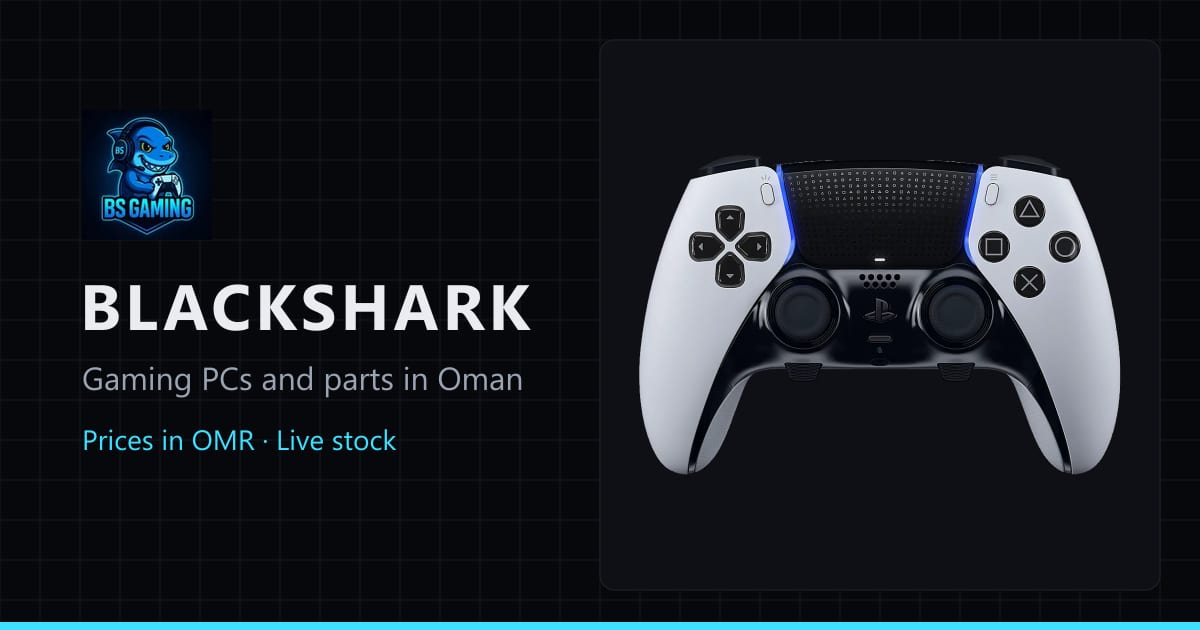 BS
BS GAMING
BLACKSHARK
Gaming PCs and parts in Oman
Prices in OMR · Live stock